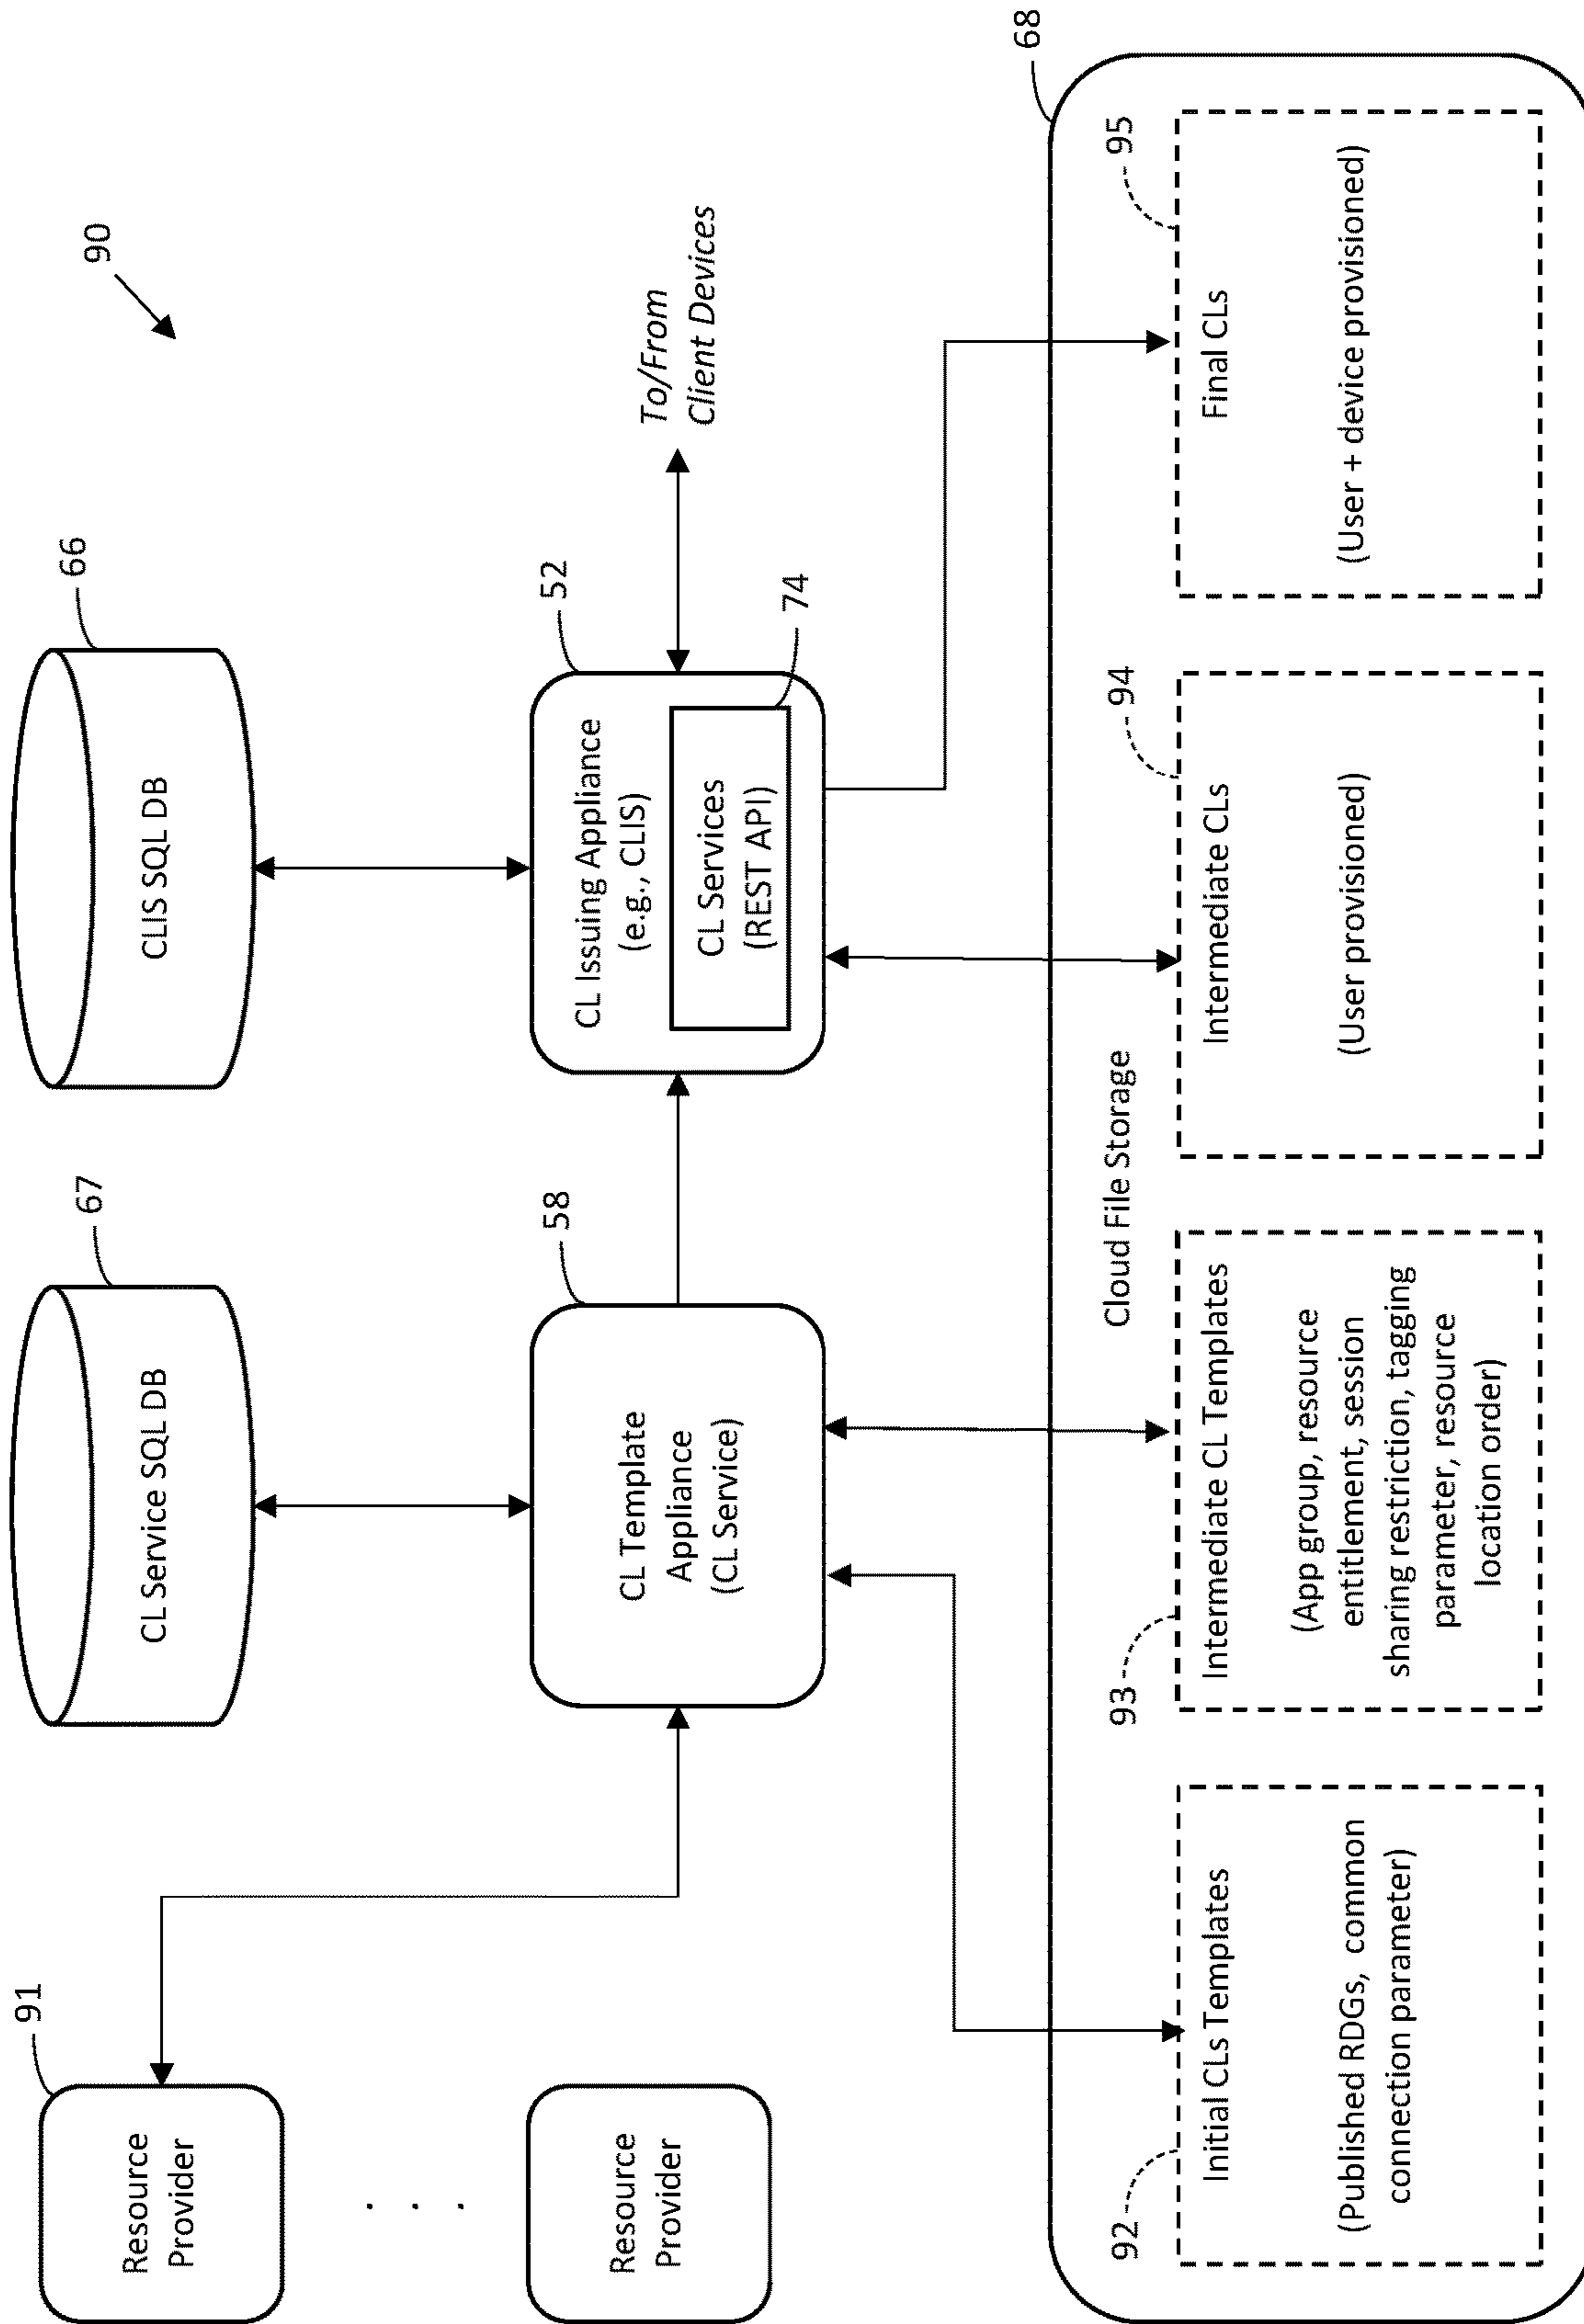 90
91
Resource
Provider
. . .
Resource
Provider
67
CL Service SQL DB
66
CLIS SQL DB
58
CL Template
Appliance
(CL Service)
52
CL Issuing Appliance
(e.g., CLIS)
74
CL Services
(REST API)
To/From
Client Devices
68
Cloud File Storage
92
Initial CLs Templates
(Published RDGs, common
connection parameter)
93
Intermediate CL Templates
(App group, resource
entitlement, session
sharing restriction, tagging
parameter, resource
location order)
94
Intermediate CLs
(User provisioned)
95
Final CLs
(User + device provisioned)